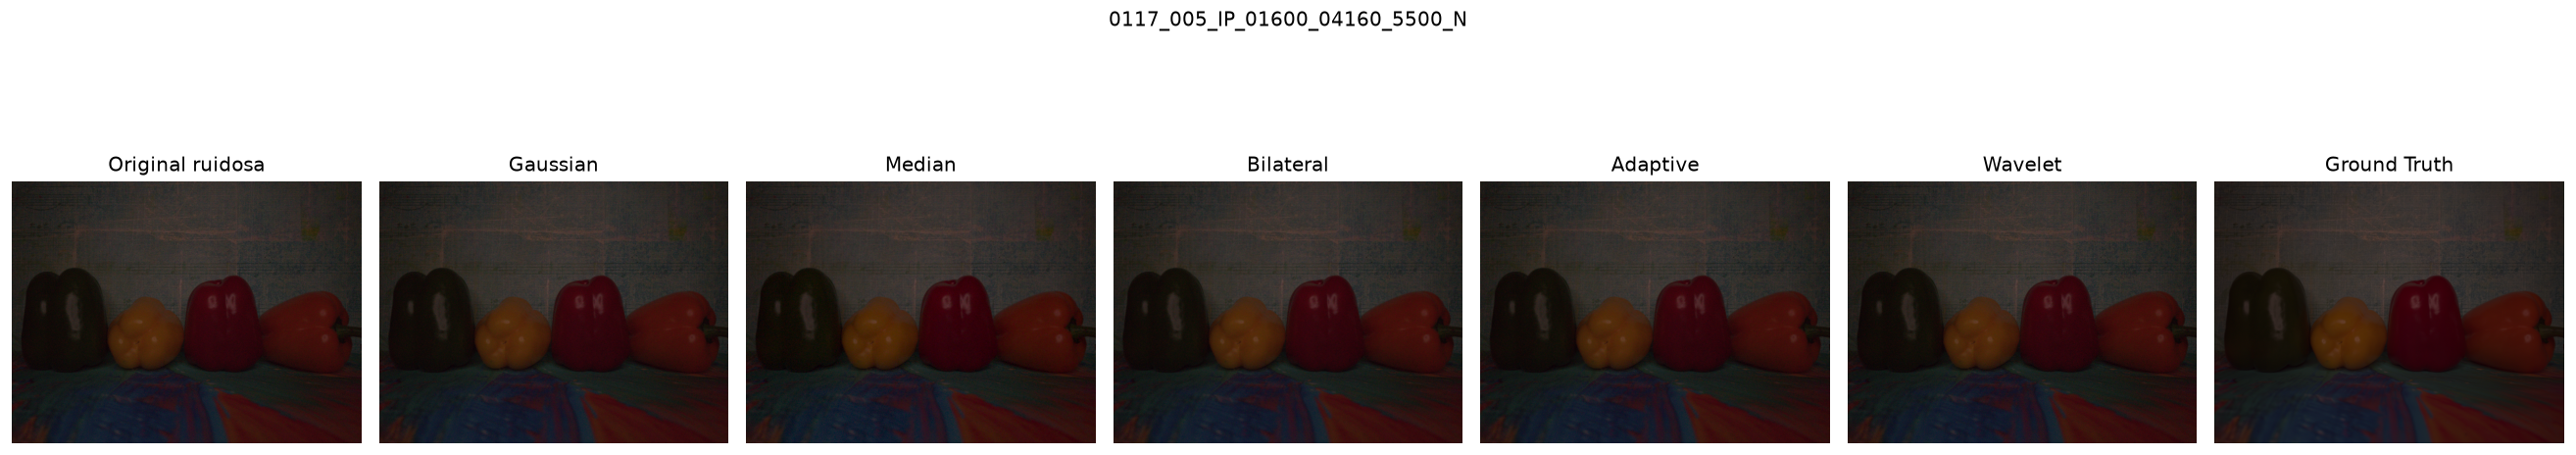 0117_005_IP_01600_04160_5500_N
Original ruidosa
Gaussian
Median
Bilateral
Adaptive
Wavelet
Ground Truth